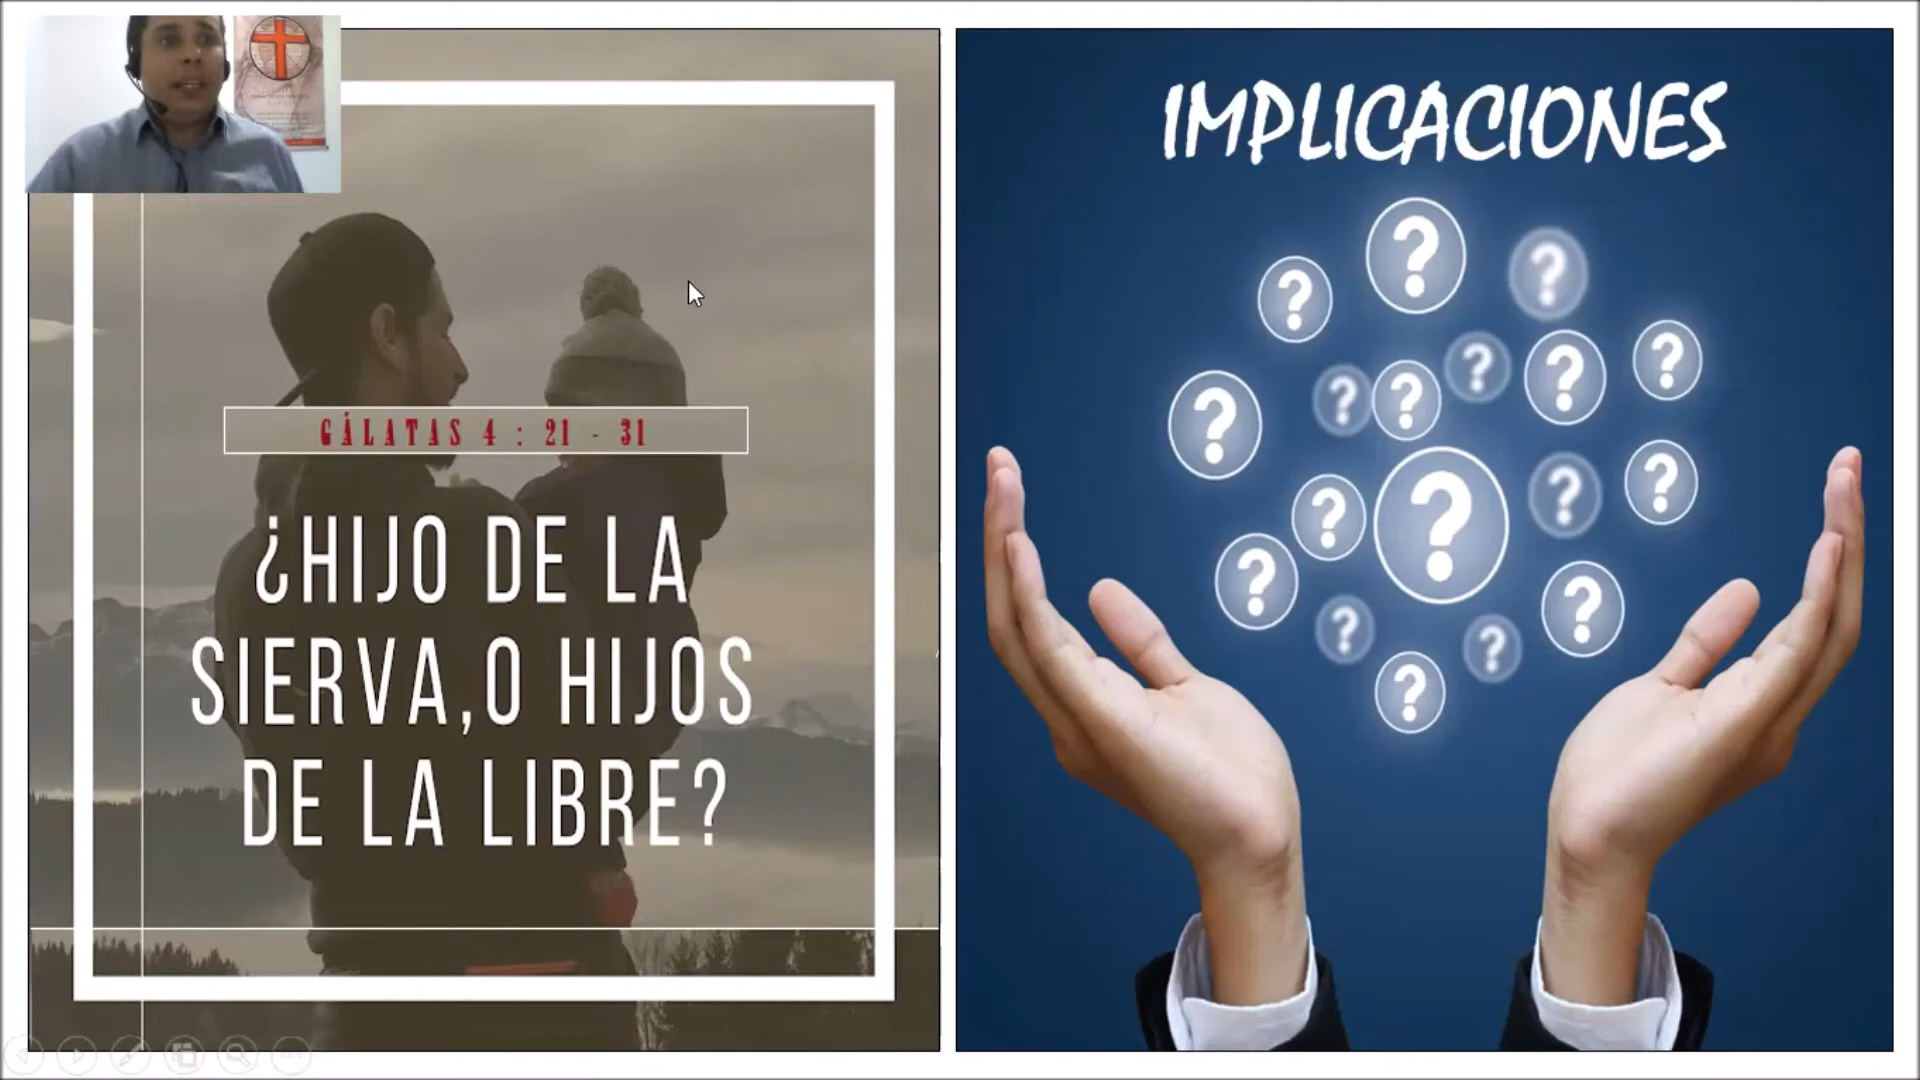 GÁLATAS 4 : 21 - 31
¿HIJO DE LA
SIERVA,O HIJOS
DE LA LIBRE?
IMPLICACIONES
? ? ?
? ? ? ? ? ?
? ? ? ?
? ? ?
? ? ?